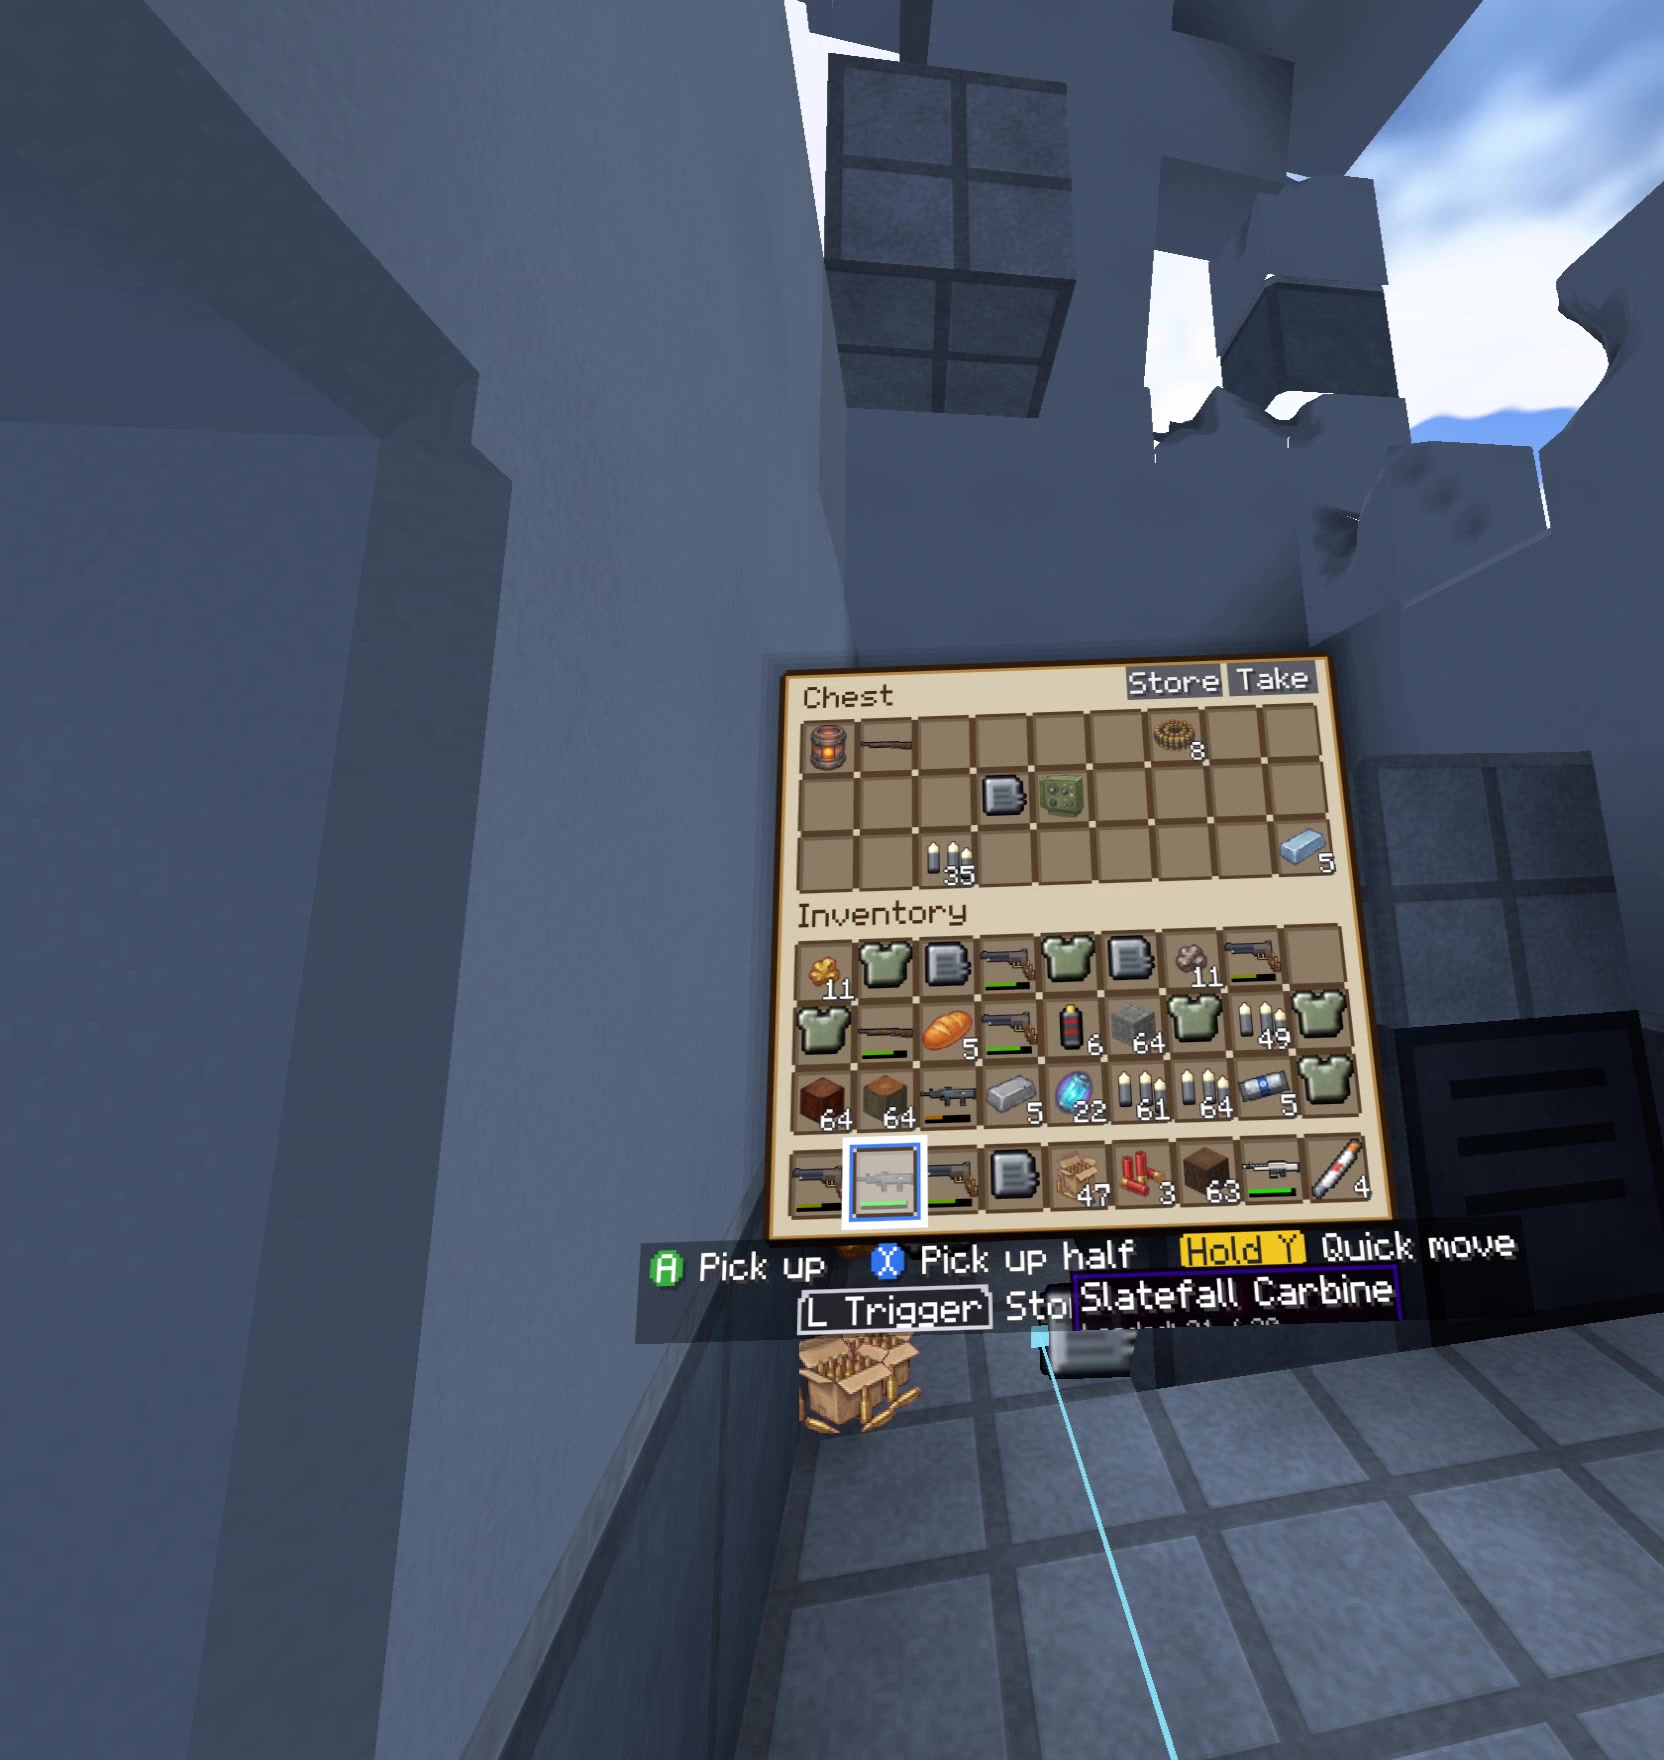 Chest
Store Take
8
35
5
Inventory
11 11
5 6 64 49
64 64 5 22 61 64 5
47 3 63 4
A Pick up X Pick up half Hold Y Quick move
L Trigger
Slatefall Carbine